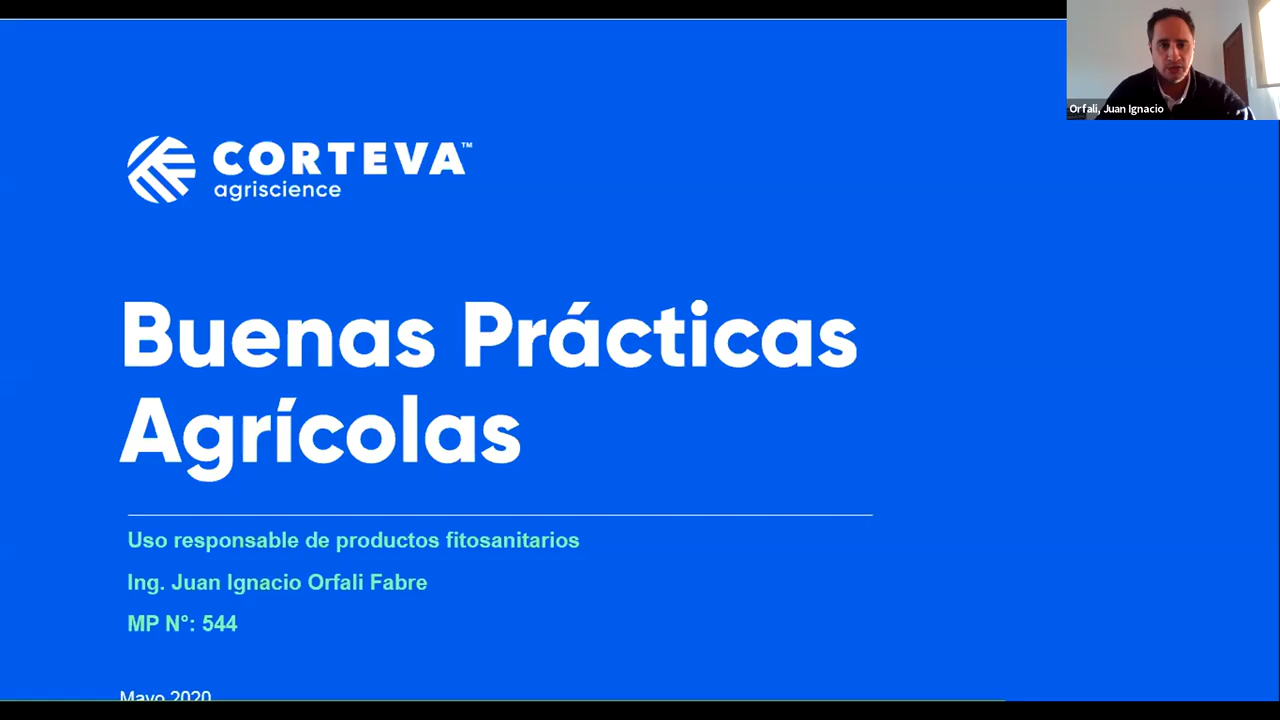 Orfali, Juan Ignacio
CORTEVA™
agriscience
Buenas Prácticas
Agrícolas
Uso responsable de productos fitosanitarios
Ing. Juan Ignacio Orfali Fabre
MP N°: 544
Mayo 2020